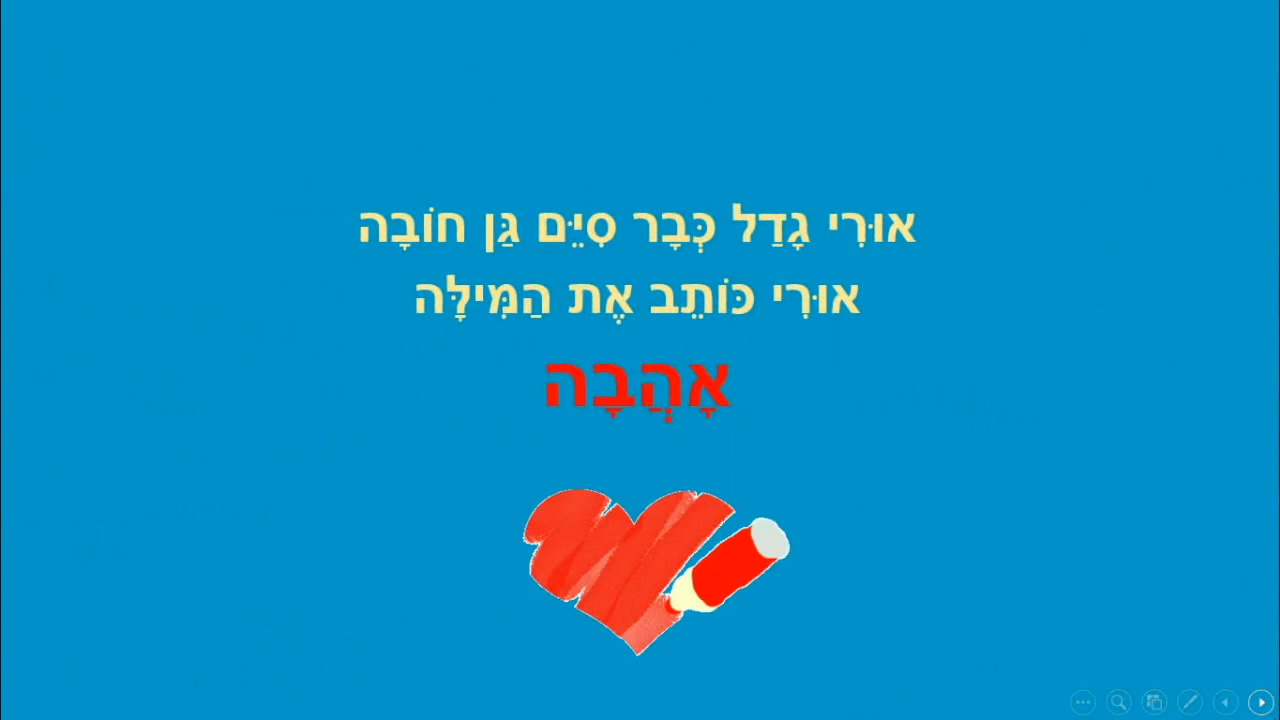 אוּרִי גָדַל כְּבָר סִיֵּם גַּן חוֹבָה
אוּרִי כּוֹתֵב אֶת הַמִּילָּה
אָהֲבָה